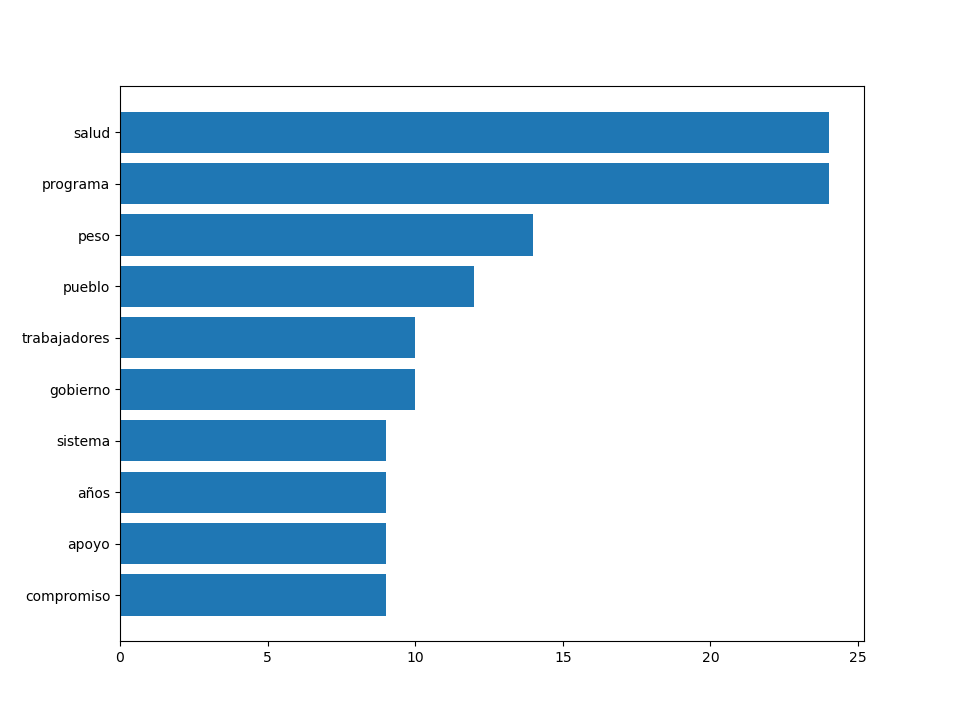 salud
programa
peso
pueblo
trabajadores
gobierno
sistema
años
apoyo
compromiso
0 5 10 15 20 25